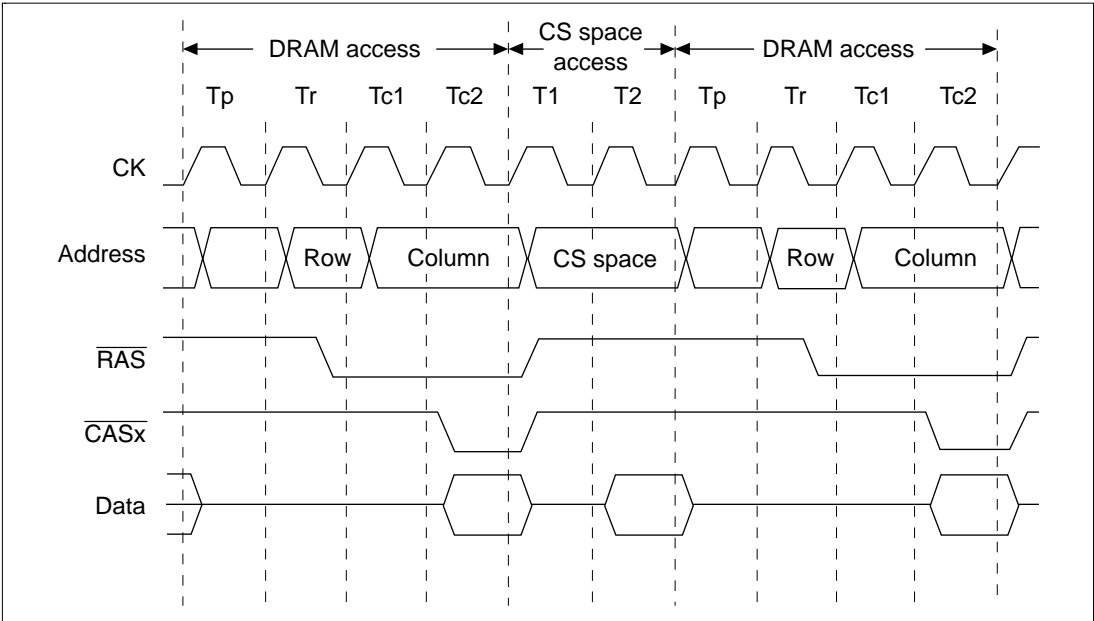 DRAM access CS space access DRAM access
Tp Tr Tc1 Tc2 T1 T2 Tp Tr Tc1 Tc2
CK
Address Row Column CS space Row Column
RAS
CASx
Data